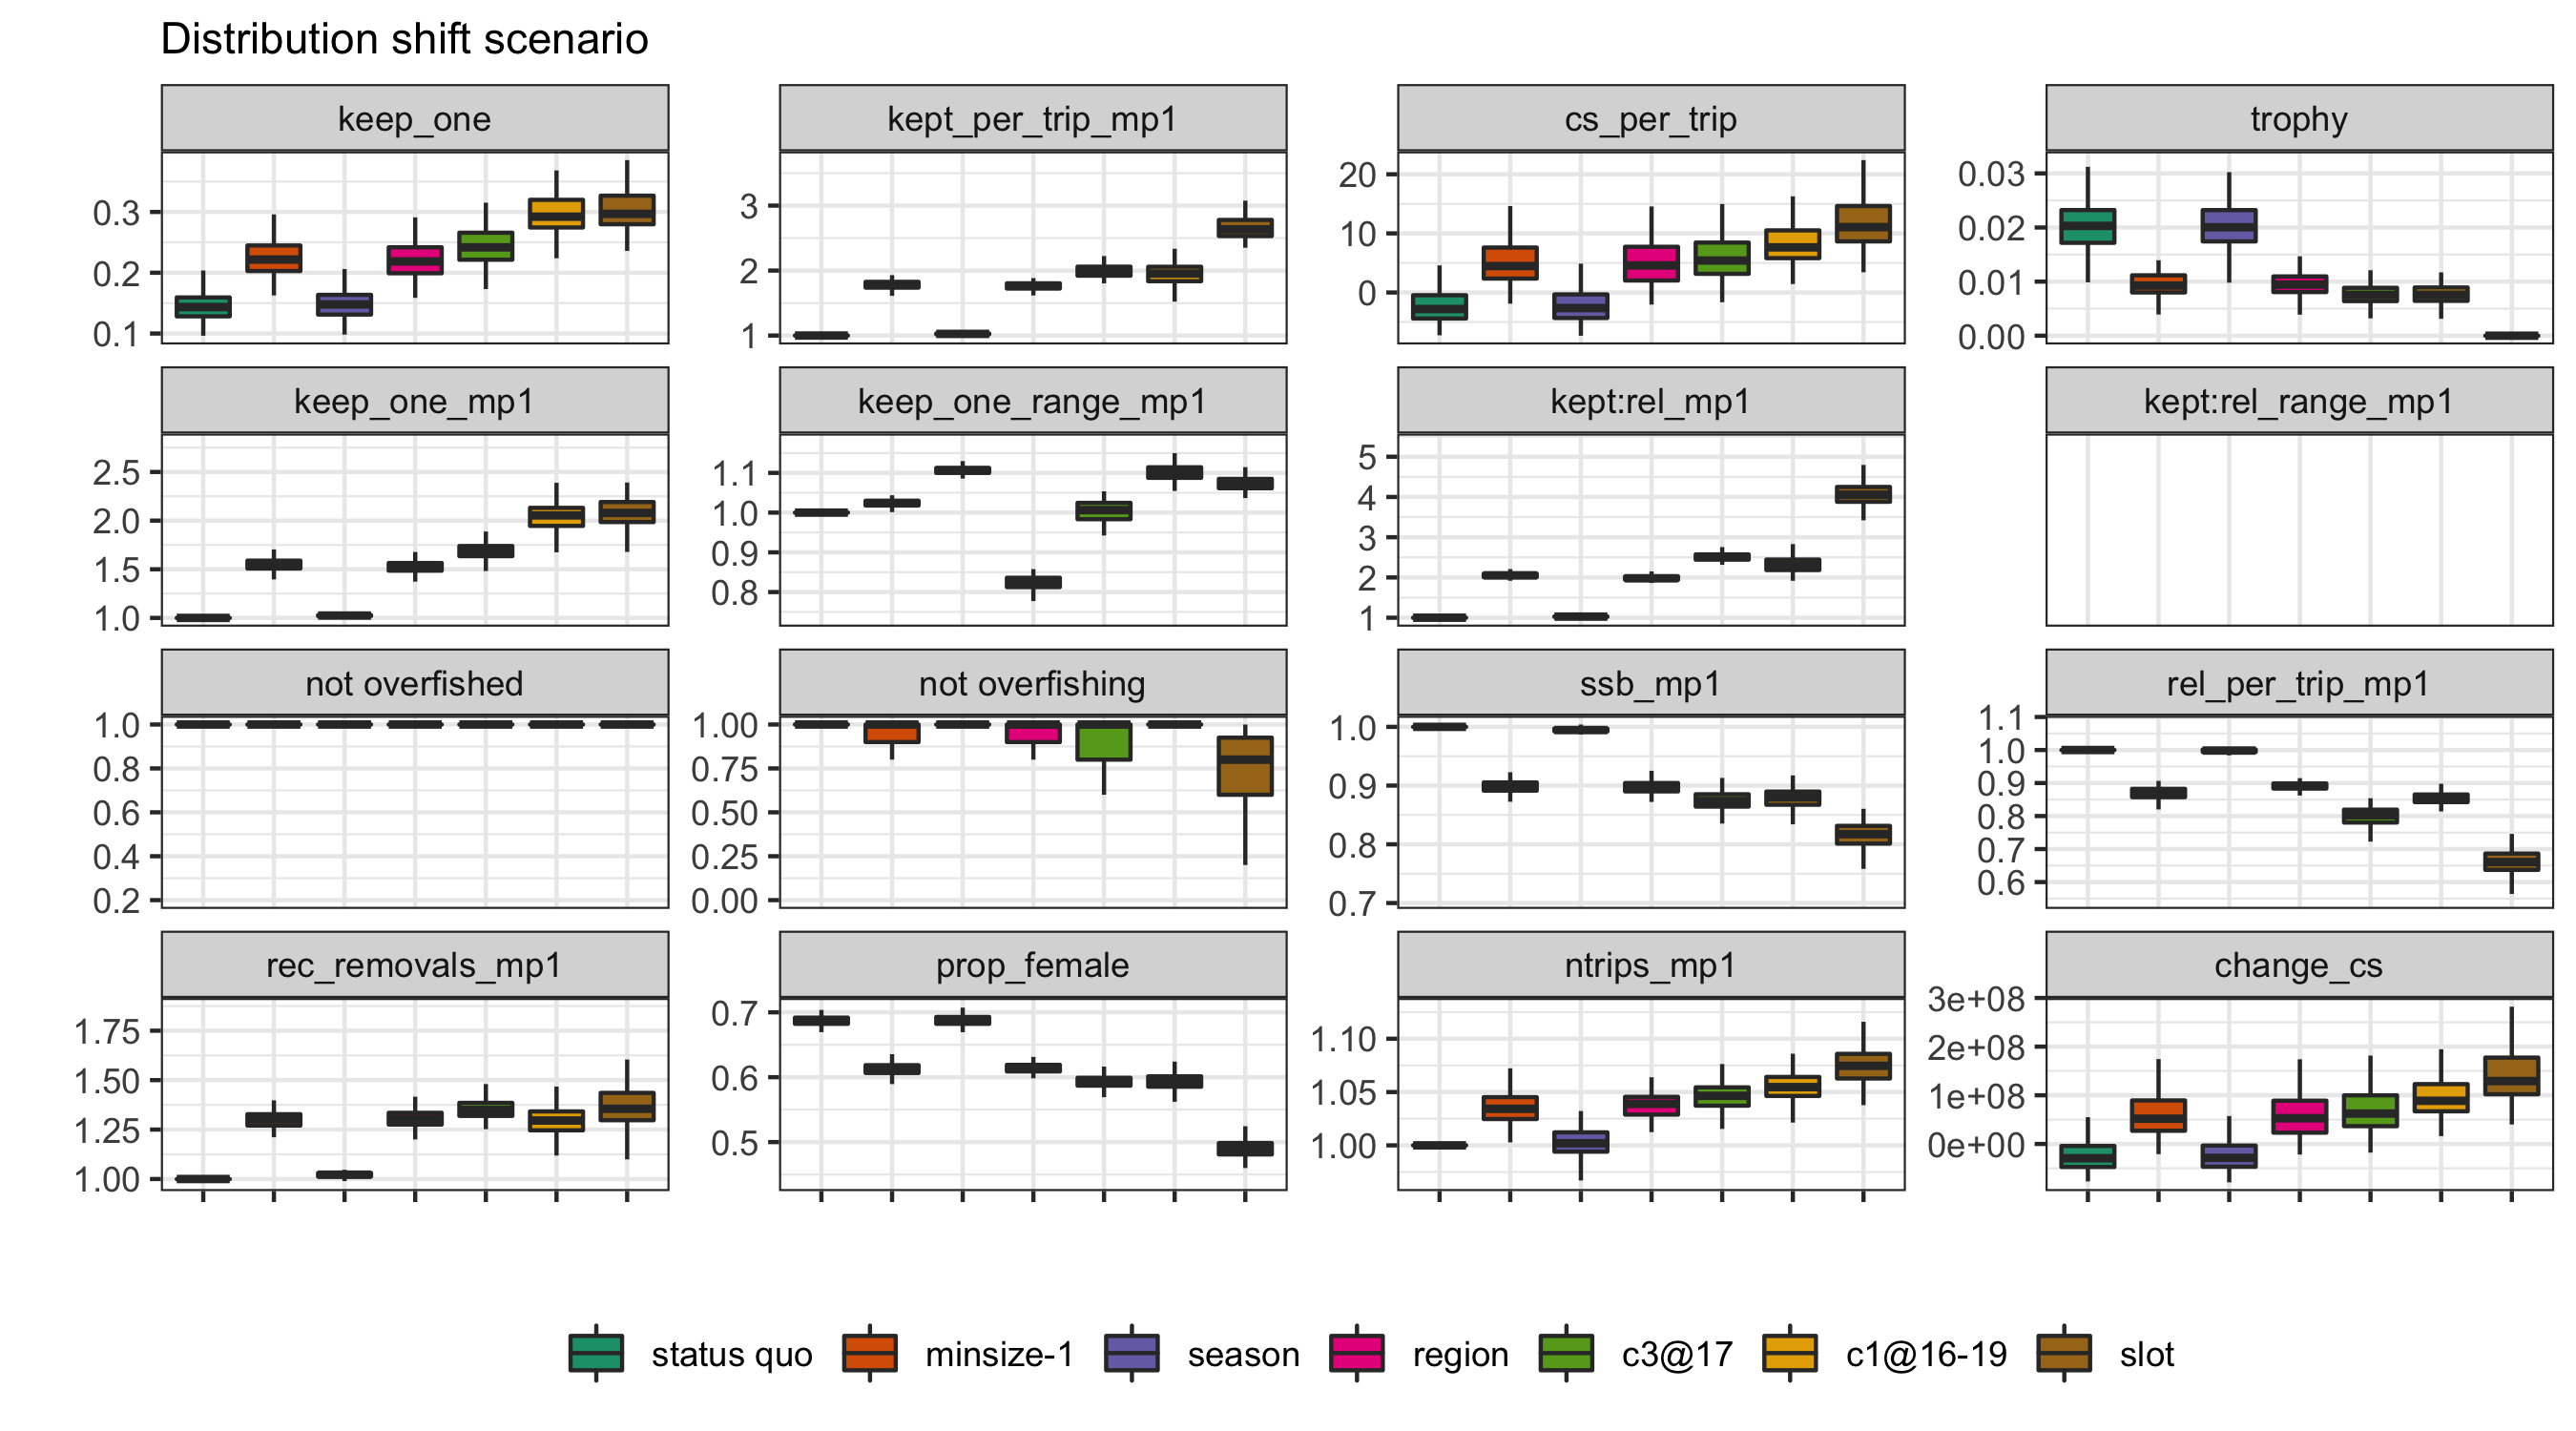 Distribution shift scenario
keep_one
kept_per_trip_mp1
cs_per_trip
trophy
0.3
0.2
0.1
3
2
1
20
10
0
0.03
0.02
0.01
0.00
keep_one_mp1
keep_one_range_mp1
kept:rel_mp1
kept:rel_range_mp1
2.5
2.0
1.5
1.0
1.1
1.0
0.9
0.8
5
4
3
2
1
not overfished
not overfishing
ssb_mp1
rel_per_trip_mp1
1.0
0.8
0.6
0.4
0.2
1.00
0.75
0.50
0.25
0.00
1.0
0.9
0.8
0.7
1.1
1.0
0.9
0.8
0.7
0.6
rec_removals_mp1
prop_female
ntrips_mp1
change_cs
1.75
1.50
1.25
1.00
0.7
0.6
0.5
1.10
1.05
1.00
3e+08
2e+08
1e+08
0e+00
status quo minsize-1 season region c3@17 c1@16-19 slot